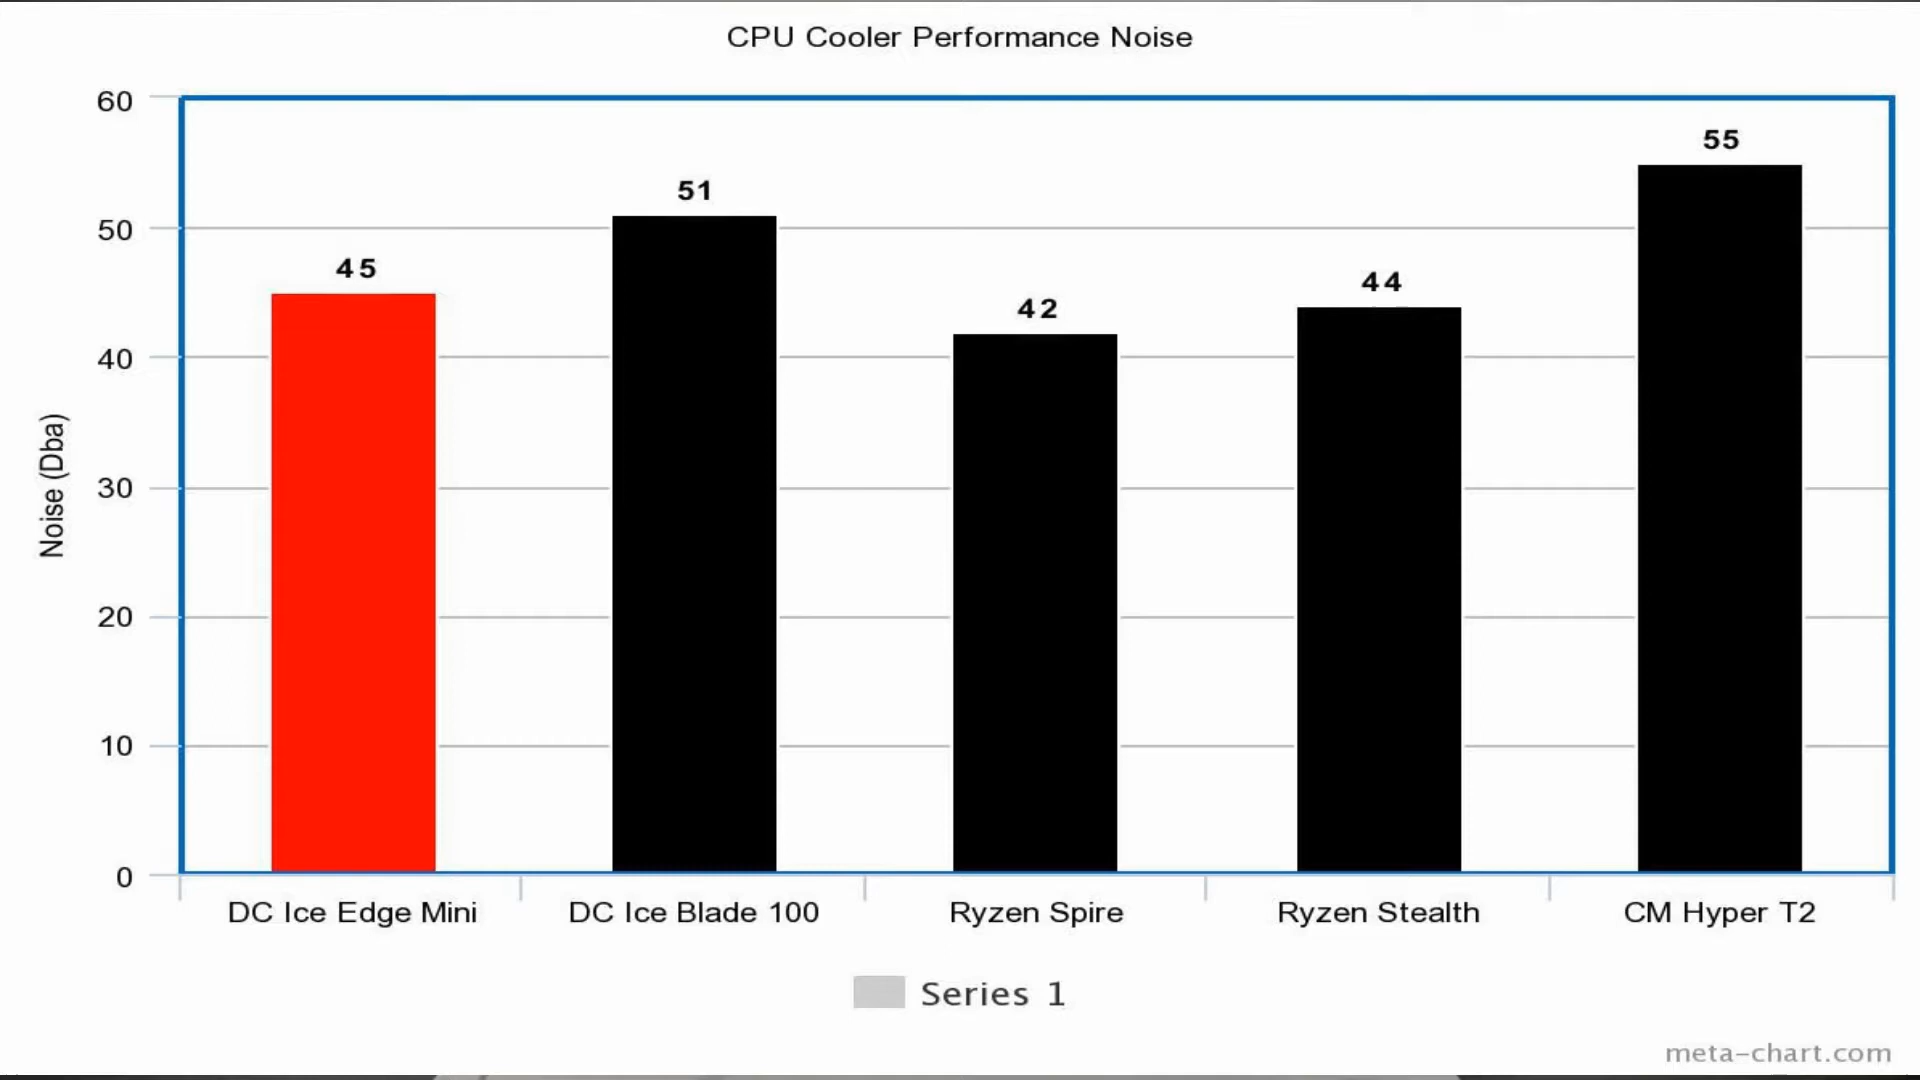 CPU Cooler Performance Noise
60
55
51
50
45
44
42
40
Noise (Dba)
30
20
10
0
DC Ice Edge Mini
DC Ice Blade 100
Ryzen Spire
Ryzen Stealth
CM Hyper T2
Series 1
meta-chart.com